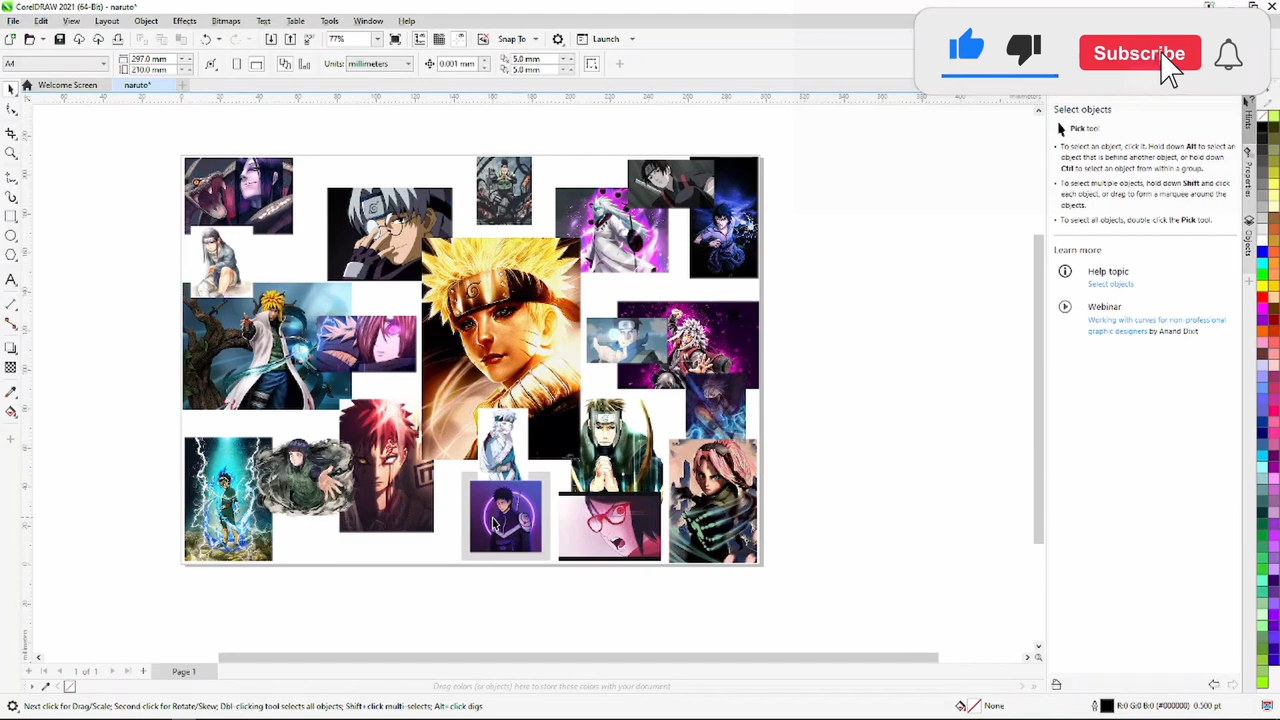 CorelDRAW 2021 (64-Bit) - naruto*
File Edit View Layout Object Effects Bitmaps Text Table Tools Window Help
77% Snap To Launch
A4 297.0 mm 210.0 mm Units: millimeters 0.001 mm 5.0 mm 5.0 mm
Subscribe
Welcome Screen naruto*
millimeters
Select objects
Pick tool
• To select an object, click it. Hold down Alt to select an
object that is behind another object, or hold down
Ctrl to select an object from within a group.
• To select multiple objects, hold down Shift and click
each object, or drag to form a marquee around the
objects.
• To select all objects, double-click the Pick tool.
Learn more
Help topic
Select objects
Webinar
Working with curves for non-professional
graphic designers by Anand Dixit
Hints
Properties
Objects
1 of 1 Page 1
Drag colors (or objects) here to store these colors with your document
Next click for Drag/Scale; Second click for Rotate/Skew; Dbl-clicking tool selects all objects; Shift+click multi-selects; Alt+click digs
None R:0 G:0 B:0 (#000000) 0.500 pt